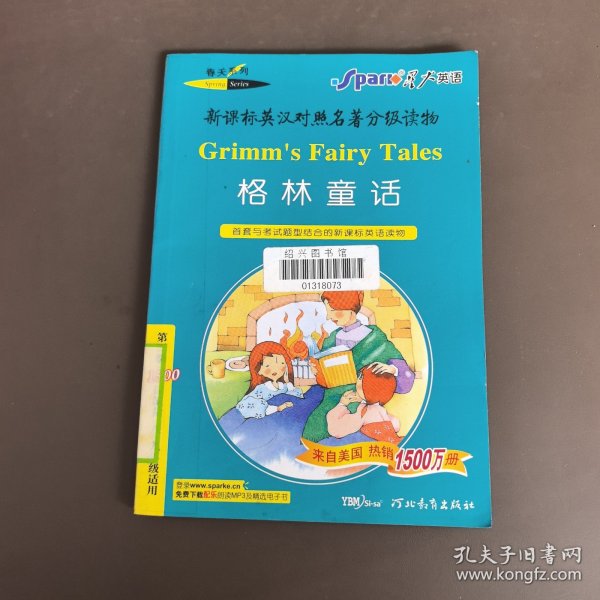 春天系列
Spring Series
Spark® 星火英语
新课标英汉对照名著分级读物
Grimm's Fairy Tales
格林童话
首套与考试题型结合的新课标英语读物
绍兴图书馆
01318073
第
00
级适用
来自美国 热销1500万册
登录www.sparke.cn
免费下载配乐朗读MP3及精选电子书
YBM Si-sa
河北教育出版社
孔夫子旧书网
www.kongfz.com